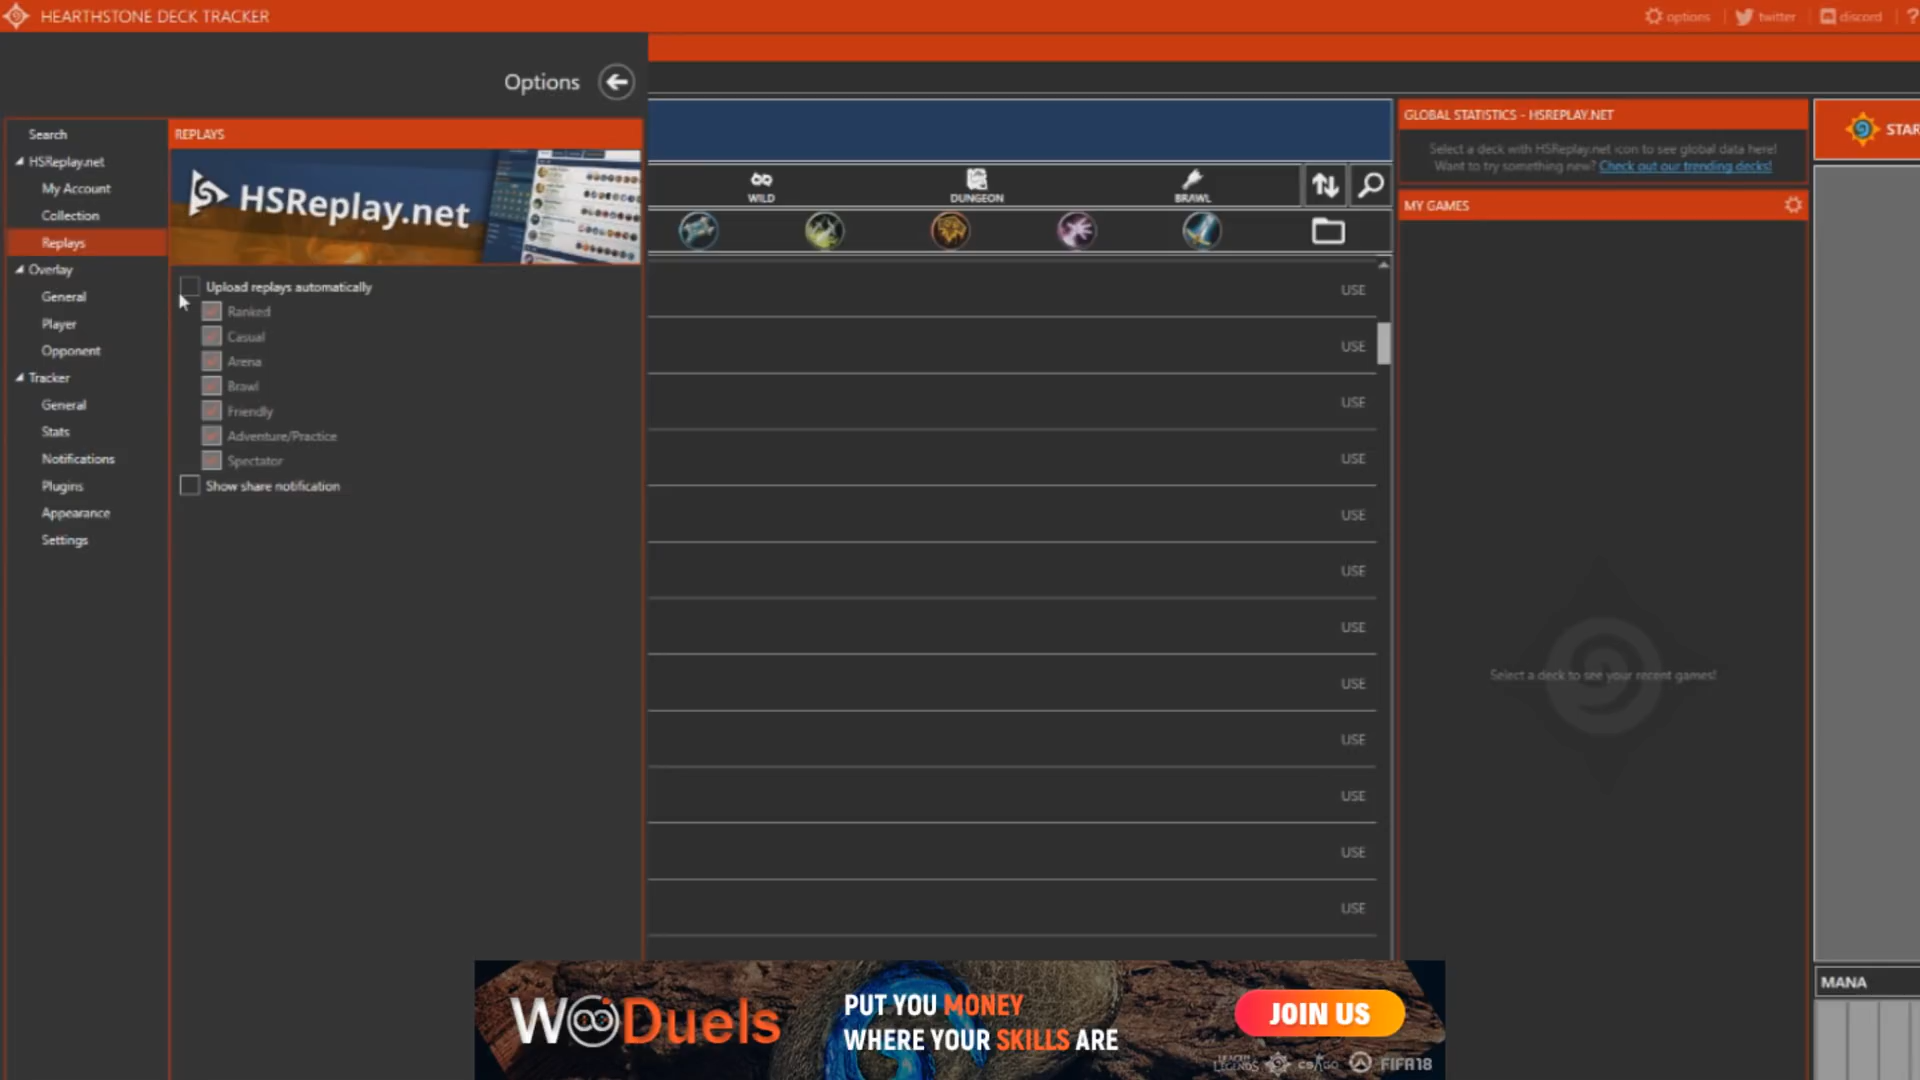 HEARTHSTONE DECK TRACKER
options
twitter
discord
?
Options
Search
HSReplay.net
My Account
Collection
Replays
Overlay
General
Player
Opponent
Tracker
General
Stats
Notifications
Plugins
Appearance
Settings
REPLAYS
HSReplay.net
Upload replays automatically
Ranked
Casual
Arena
Brawl
Friendly
Adventure/Practice
Spectator
Show share notification
WILD
DUNGEON
BRAWL
USE
USE
USE
USE
USE
USE
USE
USE
USE
USE
USE
USE
GLOBAL STATISTICS - HSREPLAY.NET
Select a deck with HSReplay.net icon to see global data here!
Want to try something new? Check out our trending decks!
MY GAMES
Select a deck to see your recent games!
STAR
MANA
WooDuels
PUT YOU MONEY
WHERE YOUR SKILLS ARE
JOIN US
LEAGUE LEGENDS
CS GO
FIFA18